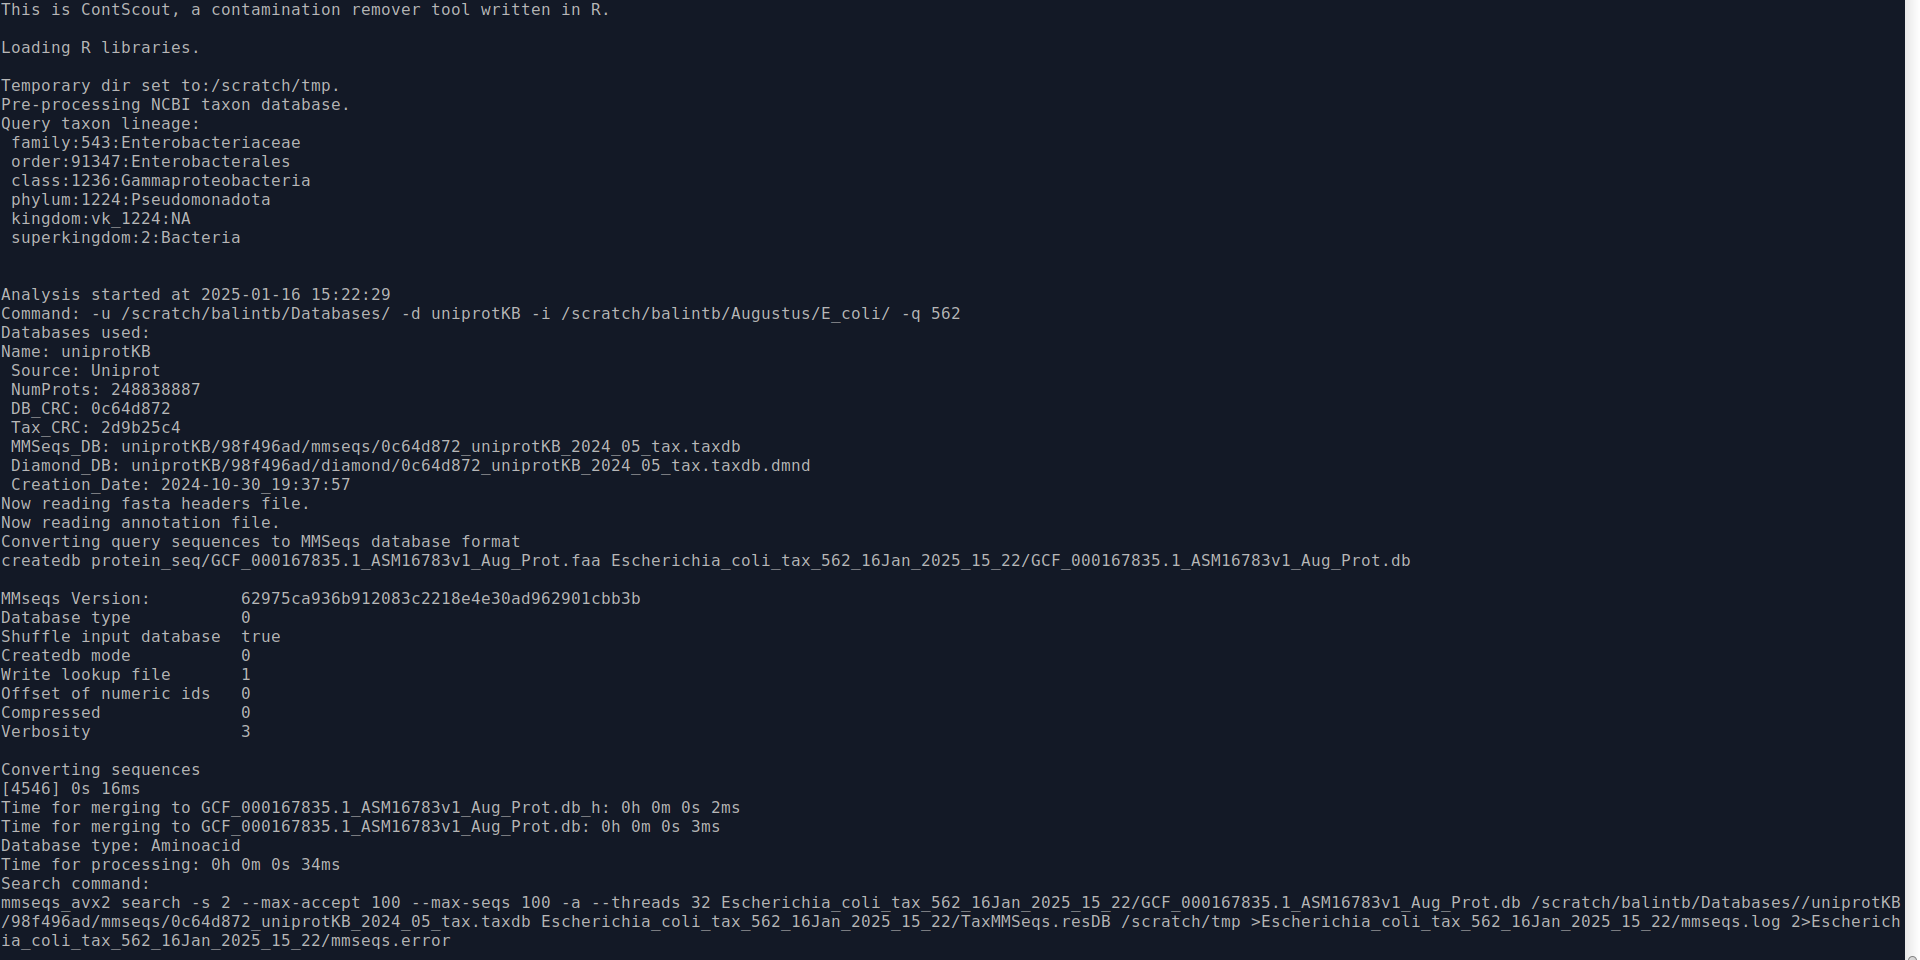 This is ContScout, a contamination remover tool written in R.
Loading R libraries.
Temporary dir set to:/scratch/tmp.
Pre-processing NCBI taxon database.
Query taxon lineage:
 family:543:Enterobacteriaceae
 order:91347:Enterobacterales
 class:1236:Gammaproteobacteria
 phylum:1224:Pseudomonadota
 kingdom:vk_1224:NA
 superkingdom:2:Bacteria
Analysis started at 2025-01-16 15:22:29
Command: -u /scratch/balintb/Databases/ -d uniprotKB -i /scratch/balintb/Augustus/E_coli/ -q 562
Databases used:
Name: uniprotKB
 Source: Uniprot
 NumProts: 248838887
 DB_CRC: 0c64d872
 Tax_CRC: 2d9b25c4
 MMSeqs_DB: uniprotKB/98f496ad/mmseqs/0c64d872_uniprotKB_2024_05_tax.taxdb
 Diamond_DB: uniprotKB/98f496ad/diamond/0c64d872_uniprotKB_2024_05_tax.taxdb.dmnd
 Creation_Date: 2024-10-30_19:37:57
Now reading fasta headers file.
Now reading annotation file.
Converting query sequences to MMSeqs database format
createdb protein_seq/GCF_000167835.1_ASM16783v1_Aug_Prot.faa Escherichia_coli_tax_562_16Jan_2025_15_22/GCF_000167835.1_ASM16783v1_Aug_Prot.db
MMseqs Version:         62975ca936b912083c2218e4e30ad962901cbb3b
Database type           0
Shuffle input database  true
Createdb mode           0
Write lookup file       1
Offset of numeric ids   0
Compressed              0
Verbosity               3
Converting sequences
[4546] 0s 16ms
Time for merging to GCF_000167835.1_ASM16783v1_Aug_Prot.db_h: 0h 0m 0s 2ms
Time for merging to GCF_000167835.1_ASM16783v1_Aug_Prot.db: 0h 0m 0s 3ms
Database type: Aminoacid
Time for processing: 0h 0m 0s 34ms
Search command:
mmseqs_avx2 search -s 2 --max-accept 100 --max-seqs 100 -a --threads 32 Escherichia_coli_tax_562_16Jan_2025_15_22/GCF_000167835.1_ASM16783v1_Aug_Prot.db /scratch/balintb/Databases//uniprotKB
/98f496ad/mmseqs/0c64d872_uniprotKB_2024_05_tax.taxdb Escherichia_coli_tax_562_16Jan_2025_15_22/TaxMMSeqs.resDB /scratch/tmp >Escherichia_coli_tax_562_16Jan_2025_15_22/mmseqs.log 2>Escherich
ia_coli_tax_562_16Jan_2025_15_22/mmseqs.error